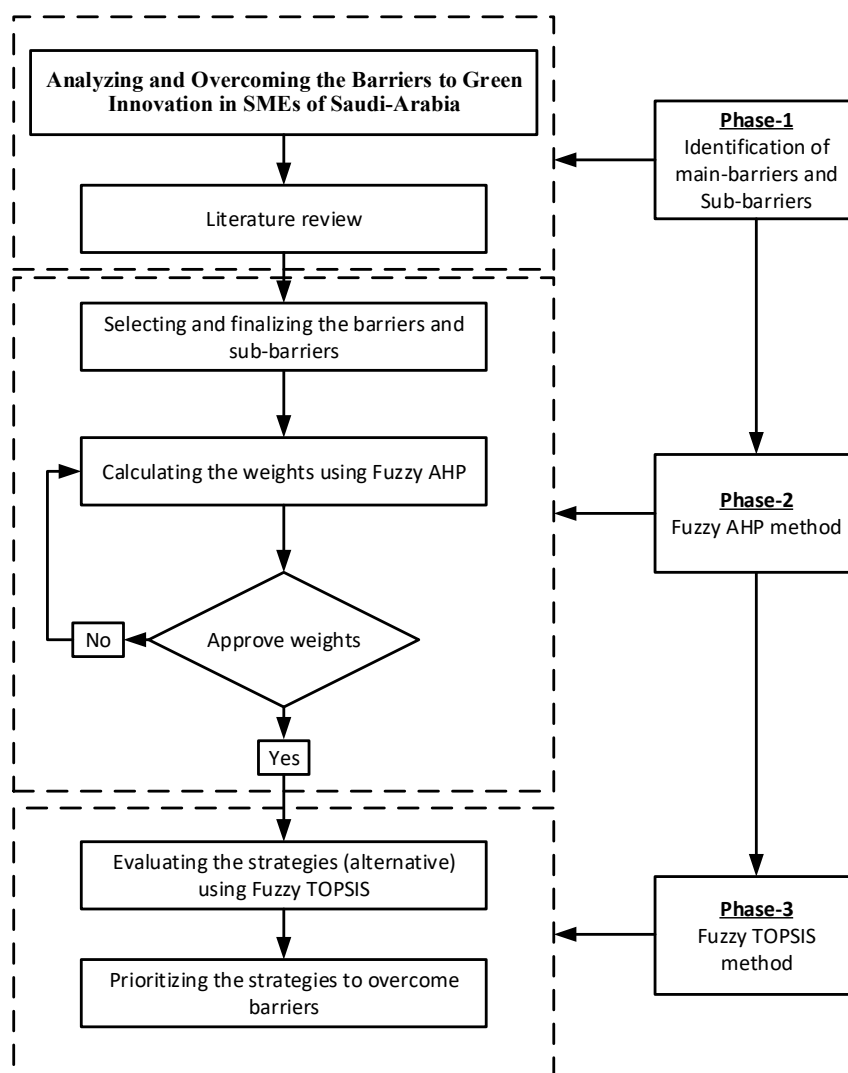 Analyzing and Overcoming the Barriers to Green
Innovation in SMEs of Saudi-Arabia
Literature review
Selecting and finalizing the barriers and
sub-barriers
Calculating the weights using Fuzzy AHP
Approve weights
No
Yes
Evaluating the strategies (alternative)
using Fuzzy TOPSIS
Prioritizing the strategies to overcome
barriers
Phase-1
Identification of
main-barriers and
Sub-barriers
Phase-2
Fuzzy AHP method
Phase-3
Fuzzy TOPSIS
method